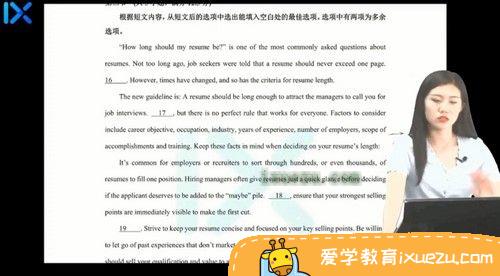 IX
根据短文内容，从短文后的选项中选出能填入空白处的最佳选项。选项中有两项为多余
选项。
"How long should my resume be?" is one of the most commonly asked questions about
resumes. Not too long ago, job seekers were told that a resume should never exceed one page.
16 . However, times have changed, and so has the criteria for resume length.
The new guideline is: A resume should be long enough to attract the managers to call you for
job interviews. 17 , but there is no perfect rule that works for everyone. Factors to consider
include career objective, occupation, industry, years of experience, number of employers, scope of
accomplishments and training. Keep these facts in mind when deciding on your resume's length:
It's common for employers or recruiters to sort through hundreds, or even thousands, of
resumes to fill one position. Hiring managers often give resumes just a quick glance before deciding
if the applicant deserves to be added to the "maybe" pile. 18 , ensure that your strongest selling
points are immediately visible to make the first cut.
19 . Strive to keep your resume concise and focused on your key selling points. Be willin
to let go of past experiences that don't market
should sell your qualification and value to
爱学教育ixuezu.com